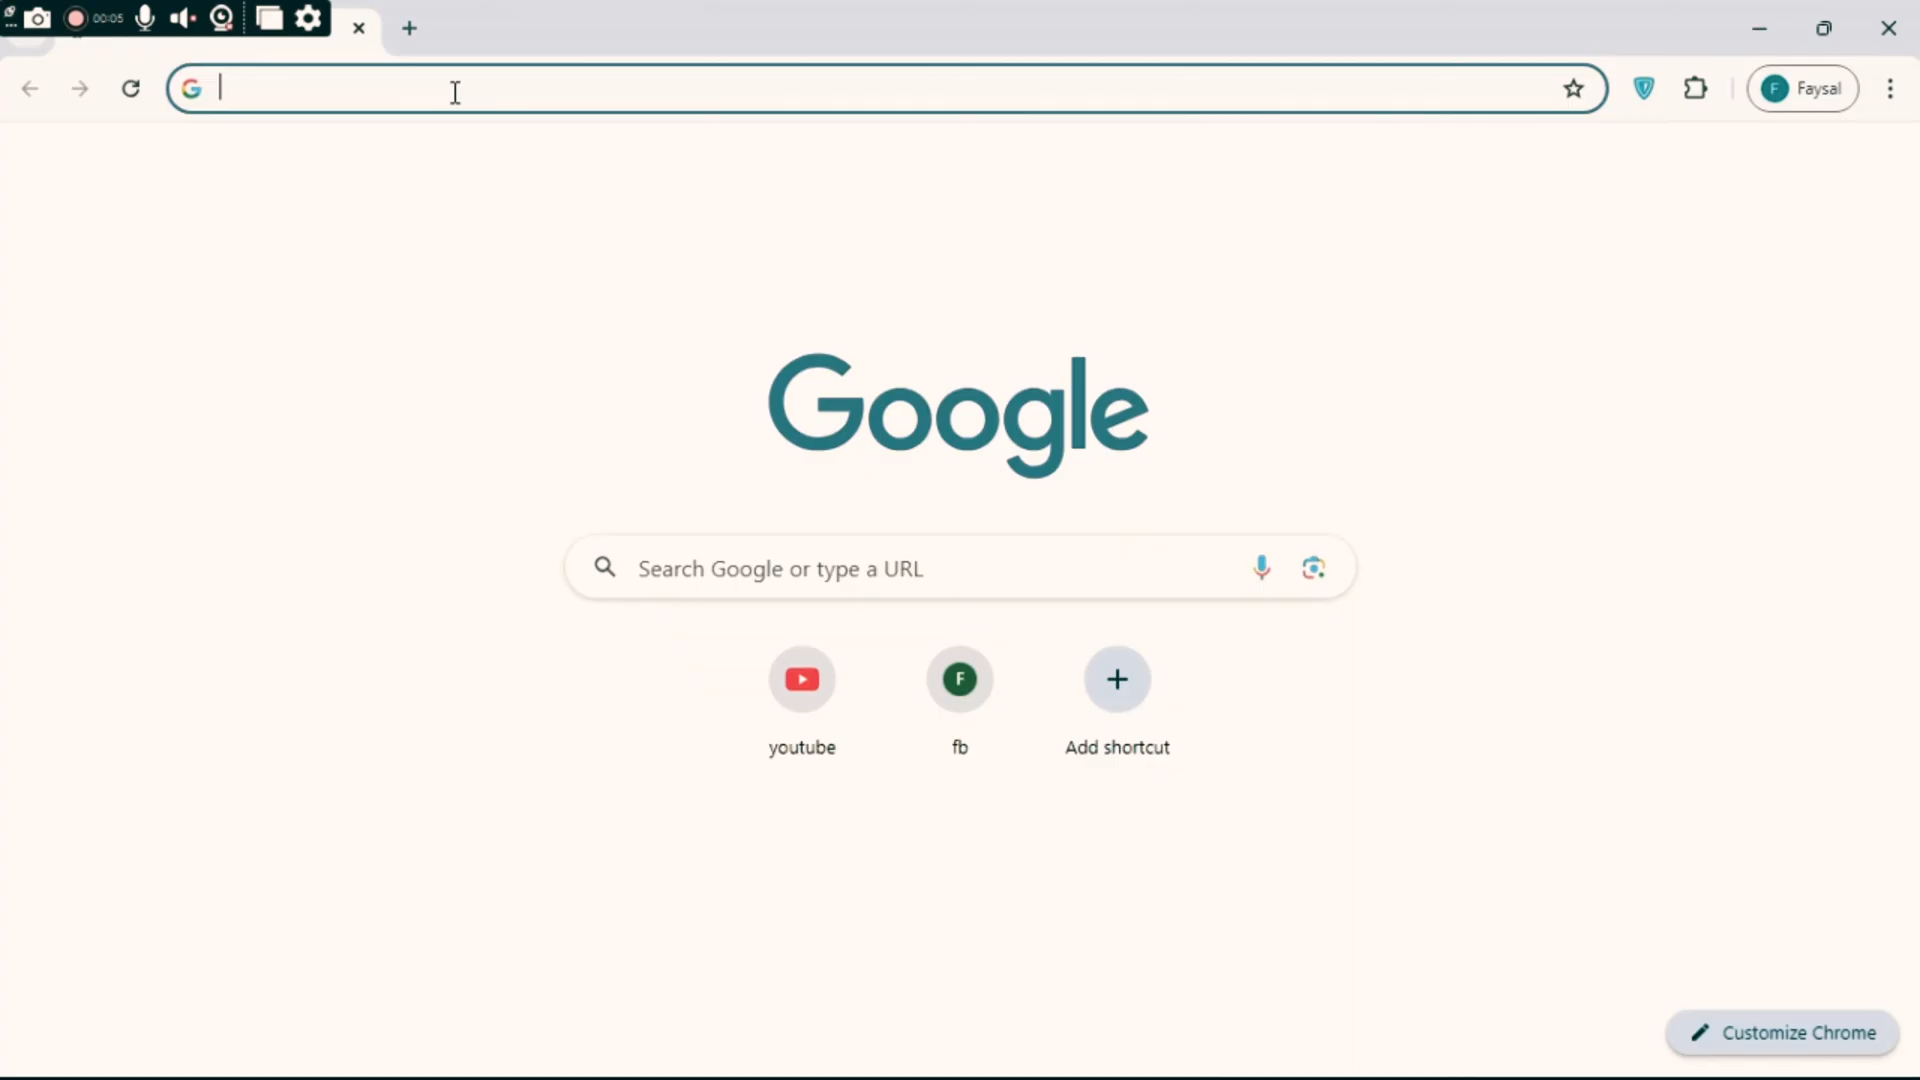 00:05
Faysal
F
Google
Search Google or type a URL
F
youtube
fb
Add shortcut
Customize Chrome